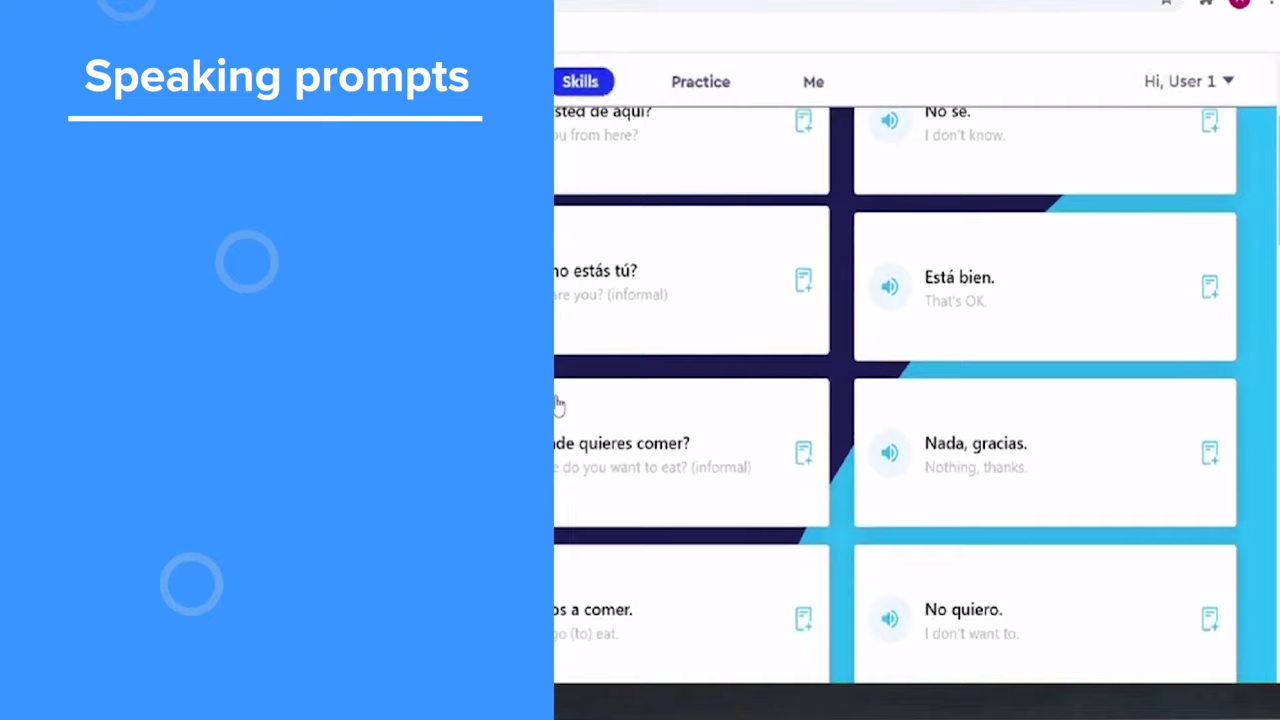 Speaking prompts
Skills
Practice
Me
Hi, User 1
sted de aquí?
ou from here?
No sé.
I don't know.
no estás tú?
are you? (informal)
Está bien.
That's OK.
nde quieres comer?
e do you want to eat? (informal)
Nada, gracias.
Nothing, thanks.
os a comer.
go (to) eat.
No quiero.
I don't want to.